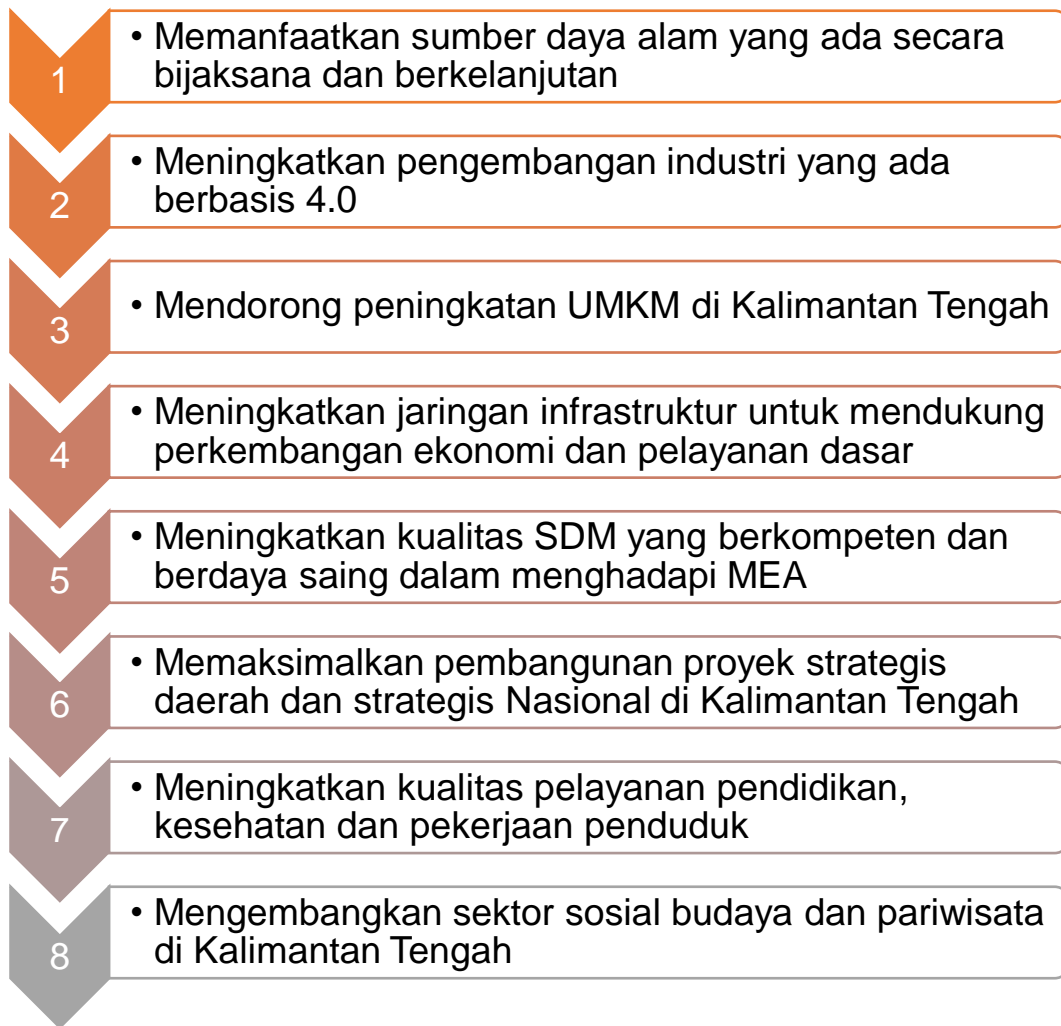 1
• Memanfaatkan sumber daya alam yang ada secara
bijaksana dan berkelanjutan
2
• Meningkatkan pengembangan industri yang ada
berbasis 4.0
3
• Mendorong peningkatan UMKM di Kalimantan Tengah
4
• Meningkatkan jaringan infrastruktur untuk mendukung
perkembangan ekonomi dan pelayanan dasar
5
• Meningkatkan kualitas SDM yang berkompeten dan
berdaya saing dalam menghadapi MEA
6
• Memaksimalkan pembangunan proyek strategis
daerah dan strategis Nasional di Kalimantan Tengah
7
• Meningkatkan kualitas pelayanan pendidikan,
kesehatan dan pekerjaan penduduk
8
• Mengembangkan sektor sosial budaya dan pariwisata
di Kalimantan Tengah